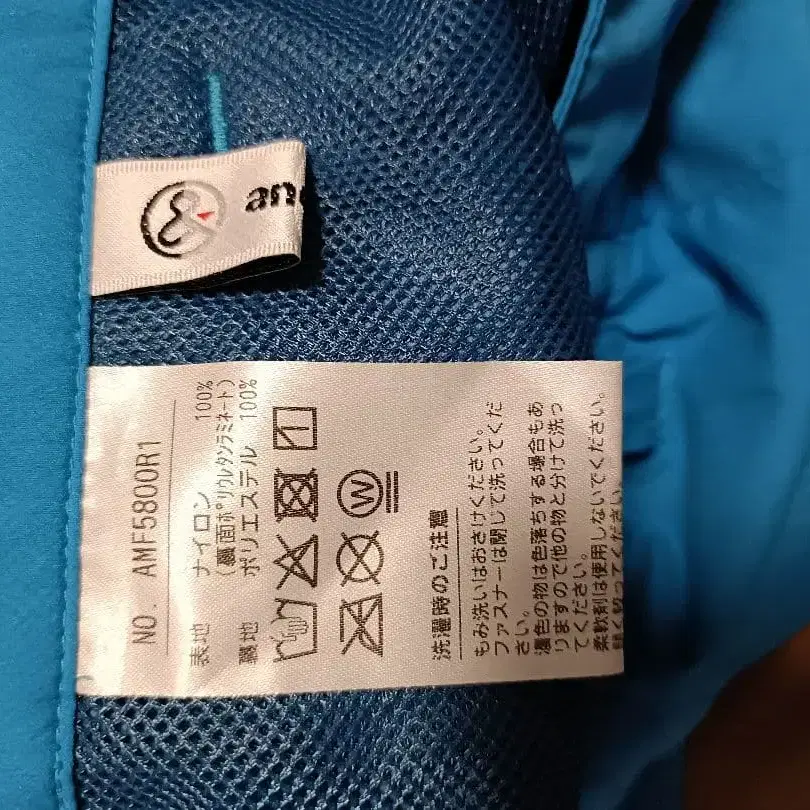 an
NO. AMF5800R1
表地 ナイロン 100%
(裏面ポリウレタンラミネート)
裏地 ポリエステル 100%
W
洗濯時のご注意
もみ洗いはおさけください。
ファスナーは閉じて洗ってくだ
さい。
濃色の物は色落ちする場合もあ
りますので他の物と分けて洗っ
てください。
柔軟剤は使用しないでください。